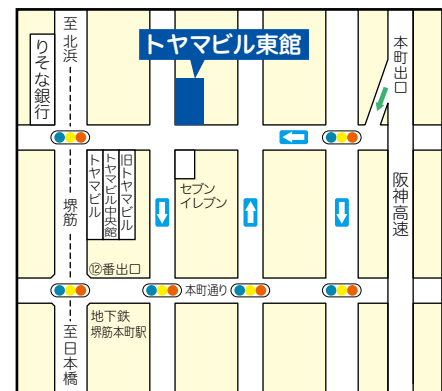 至北浜
りそな銀行
トヤマビル東館
本町出口
阪神高速
堺筋
トヤマビル
トヤマビル中央館
旧トヤマビル
セブン
イレブン
⑫番出口
本町通り
地下鉄
堺筋本町駅
至日本橋